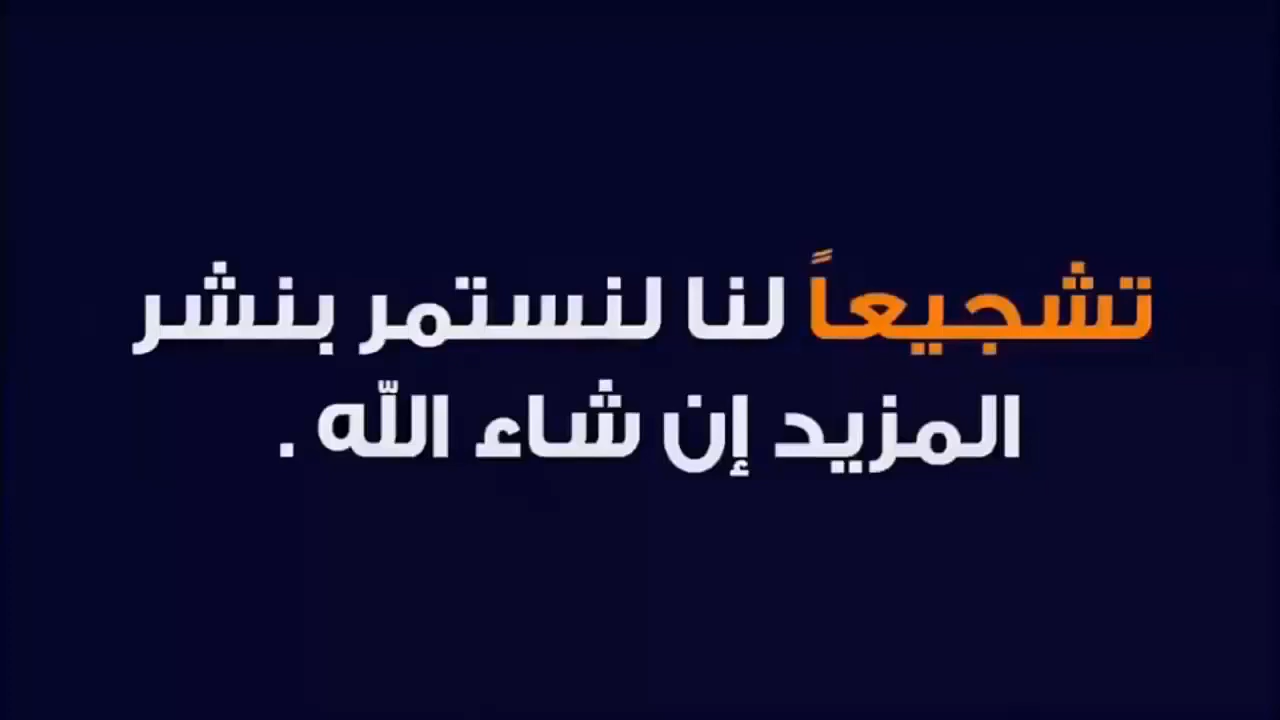 تشجيعاً لنا لنستمر بنشر
المزيد إن شاء اللّه .